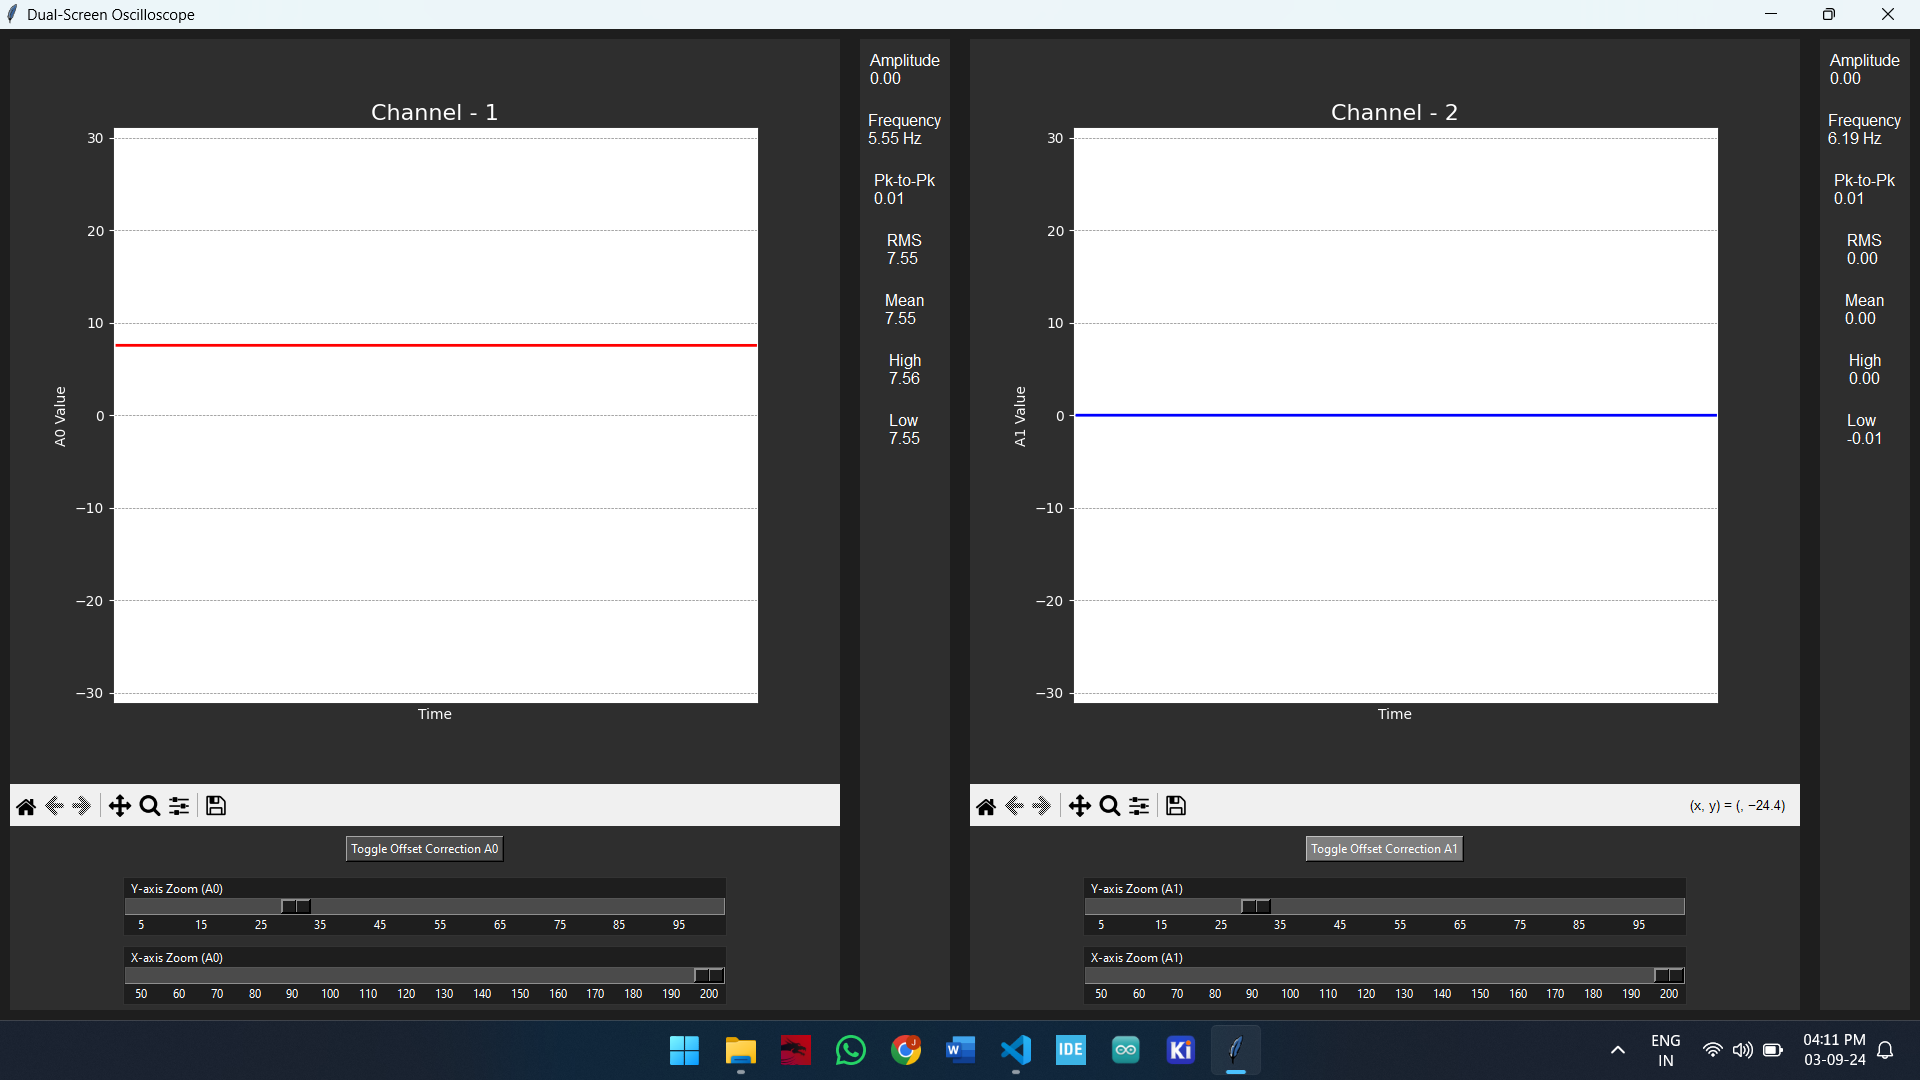 Dual-Screen Oscilloscope
Channel - 1
30
20
10
0
−10
−20
−30
A0 Value
Time
Amplitude
0.00
Frequency
5.55 Hz
Pk-to-Pk
0.01
RMS
7.55
Mean
7.55
High
7.56
Low
7.55
Toggle Offset Correction A0
Y-axis Zoom (A0)
5 15 25 35 45 55 65 75 85 95
X-axis Zoom (A0)
50 60 70 80 90 100 110 120 130 140 150 160 170 180 190 200
Channel - 2
30
20
10
0
−10
−20
−30
A1 Value
Time
Amplitude
0.00
Frequency
6.19 Hz
Pk-to-Pk
0.01
RMS
0.00
Mean
0.00
High
0.00
Low
-0.01
(x, y) = (, −24.4)
Toggle Offset Correction A1
Y-axis Zoom (A1)
5 15 25 35 45 55 65 75 85 95
X-axis Zoom (A1)
50 60 70 80 90 100 110 120 130 140 150 160 170 180 190 200
J
W
IDE
Ki
ENG
IN
04:11 PM
03-09-24